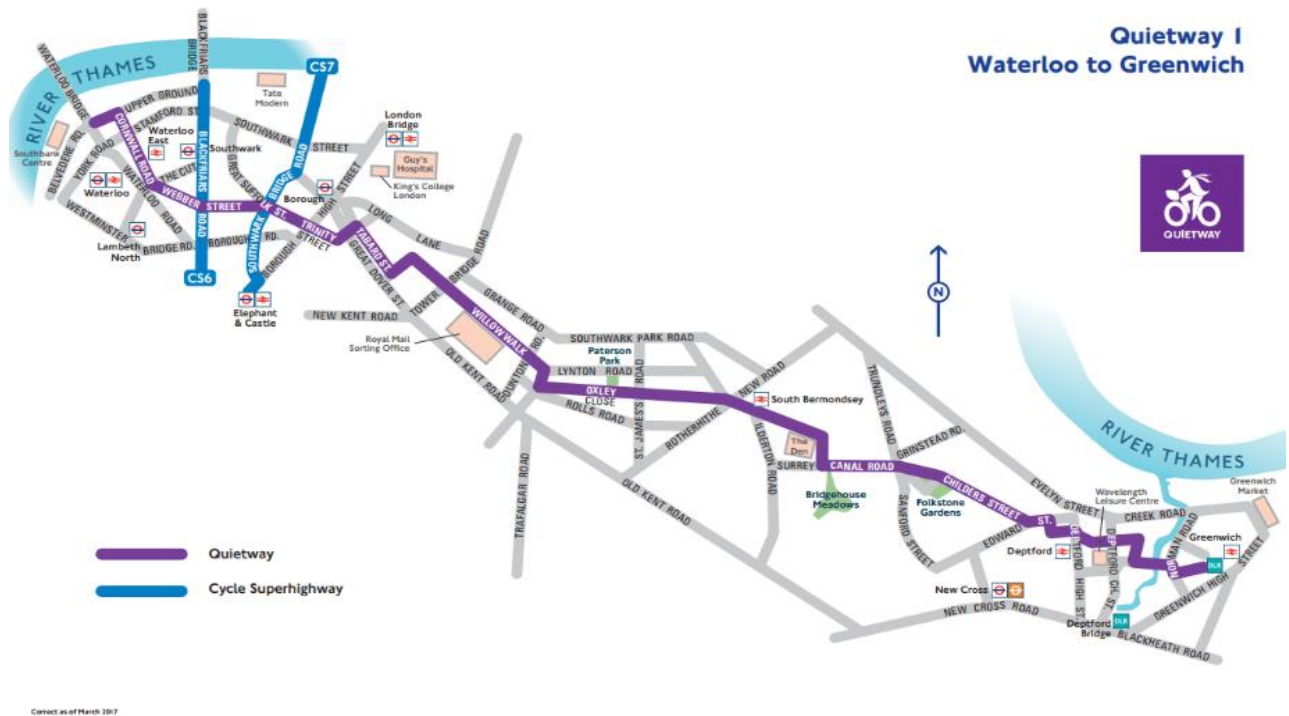 Quietway 1
Waterloo to Greenwich
QUIETWAY
N
WATERLOO BRIDGE
RIVER THAMES
BLACKFRIARS
BRIDGE
CS7
Tate
Modern
UPPER GROUND
STAMFORD ST.
CORNWALL ROAD
Southbank
Centre
BELVEDERE RD.
YORK ROAD
Waterloo
East
Waterloo
THE CUT
WATERLOO ROAD
Southwark
SOUTHWARK STREET
BLACKFRIARS ROAD
GREAT SUFFOLK ST.
WEBBER STREET
WESTMINSTER BRIDGE RD.
Lambeth
North
BOROUGH RD.
CS6
SOUTHWARK BRIDGE ROAD
Borough
BOROUGH HIGH STREET
Elephant
& Castle
London
Bridge
Guy's
Hospital
King's College
London
TRINITY STREET
LONG LANE
TABARD ST.
GREAT DOVER ST.
TOWER BRIDGE ROAD
NEW KENT ROAD
Royal Mail
Sorting Office
WILLOW WALK
GRANGE ROAD
OLD KENT ROAD
DUNTON RD.
SOUTHWARK PARK ROAD
Paterson
Park
LYNTON ROAD
OXLEY
CLOSE
ROLLS ROAD
ST. JAMES'S ROAD
TRAFALGAR ROAD
OLD KENT ROAD
ROTHERHITHE NEW ROAD
South Bermondsey
ILDERTON ROAD
The
Den
SURREY CANAL ROAD
Bridgehouse
Meadows
TRUNDLEYS ROAD
GRINSTEAD RD.
SANFORD STREET
Folkstone
Gardens
CHILDERS STREET
EVELYN STREET
EDWARD ST.
Deptford
DEPTFORD HIGH ST.
Wavelength
Leisure Centre
DEPTFORD CH. ST.
CREEK ROAD
NORMAN ROAD
RIVER THAMES
Greenwich
Market
Greenwich
DLR
GREENWICH HIGH STREET
New Cross
NEW CROSS ROAD
Deptford
Bridge
DLR
BLACKHEATH ROAD
Quietway
Cycle Superhighway
Correct as of March 2017